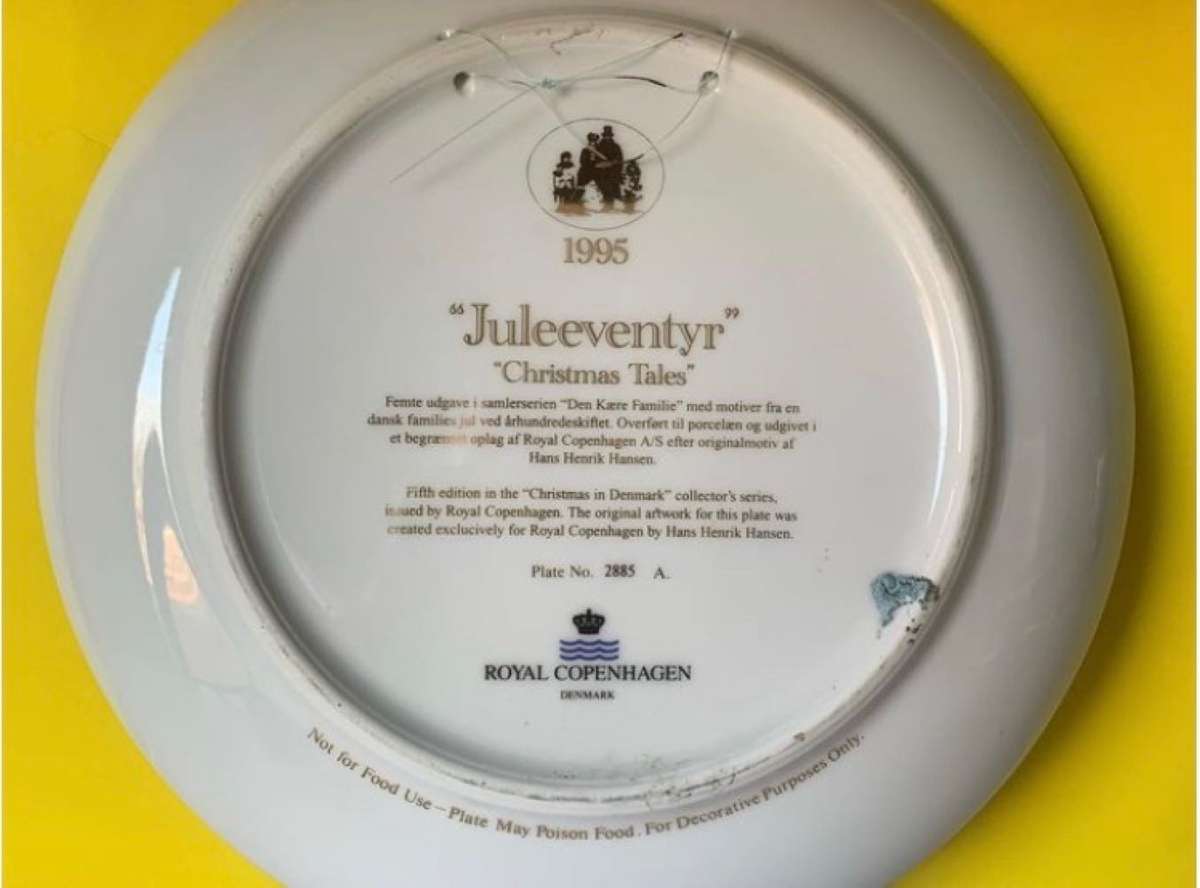 1995
“Juleeventyr”
“Christmas Tales”
Femte udgave i samlerserien “Den Kære Familie” med motiver fra en
dansk families jul ved århundredeskiftet. Overført til porcelæn og udgivet i
et begrænset oplag af Royal Copenhagen A/S efter originalmotiv af
Hans Henrik Hansen.
Fifth edition in the “Christmas in Denmark” collector's series,
issued by Royal Copenhagen. The original artwork for this plate was
created exclusively for Royal Copenhagen by Hans Henrik Hansen.
Plate No. 2885 A.
ROYAL COPENHAGEN
DENMARK
Not for Food Use – Plate May Poison Food. For Decorative Purposes Only.